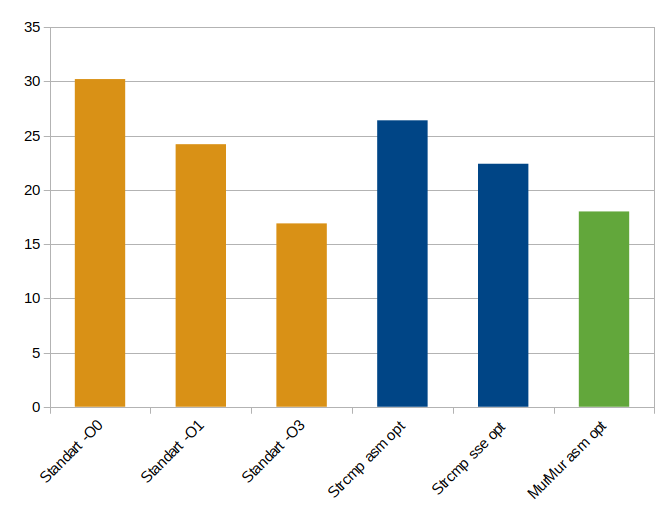 35
30
25
20
15
10
5
0
Standart -O0
Standart -O1
Standart -O3
Strcmp asm opt
Strcmp sse opt
MurMur asm opt